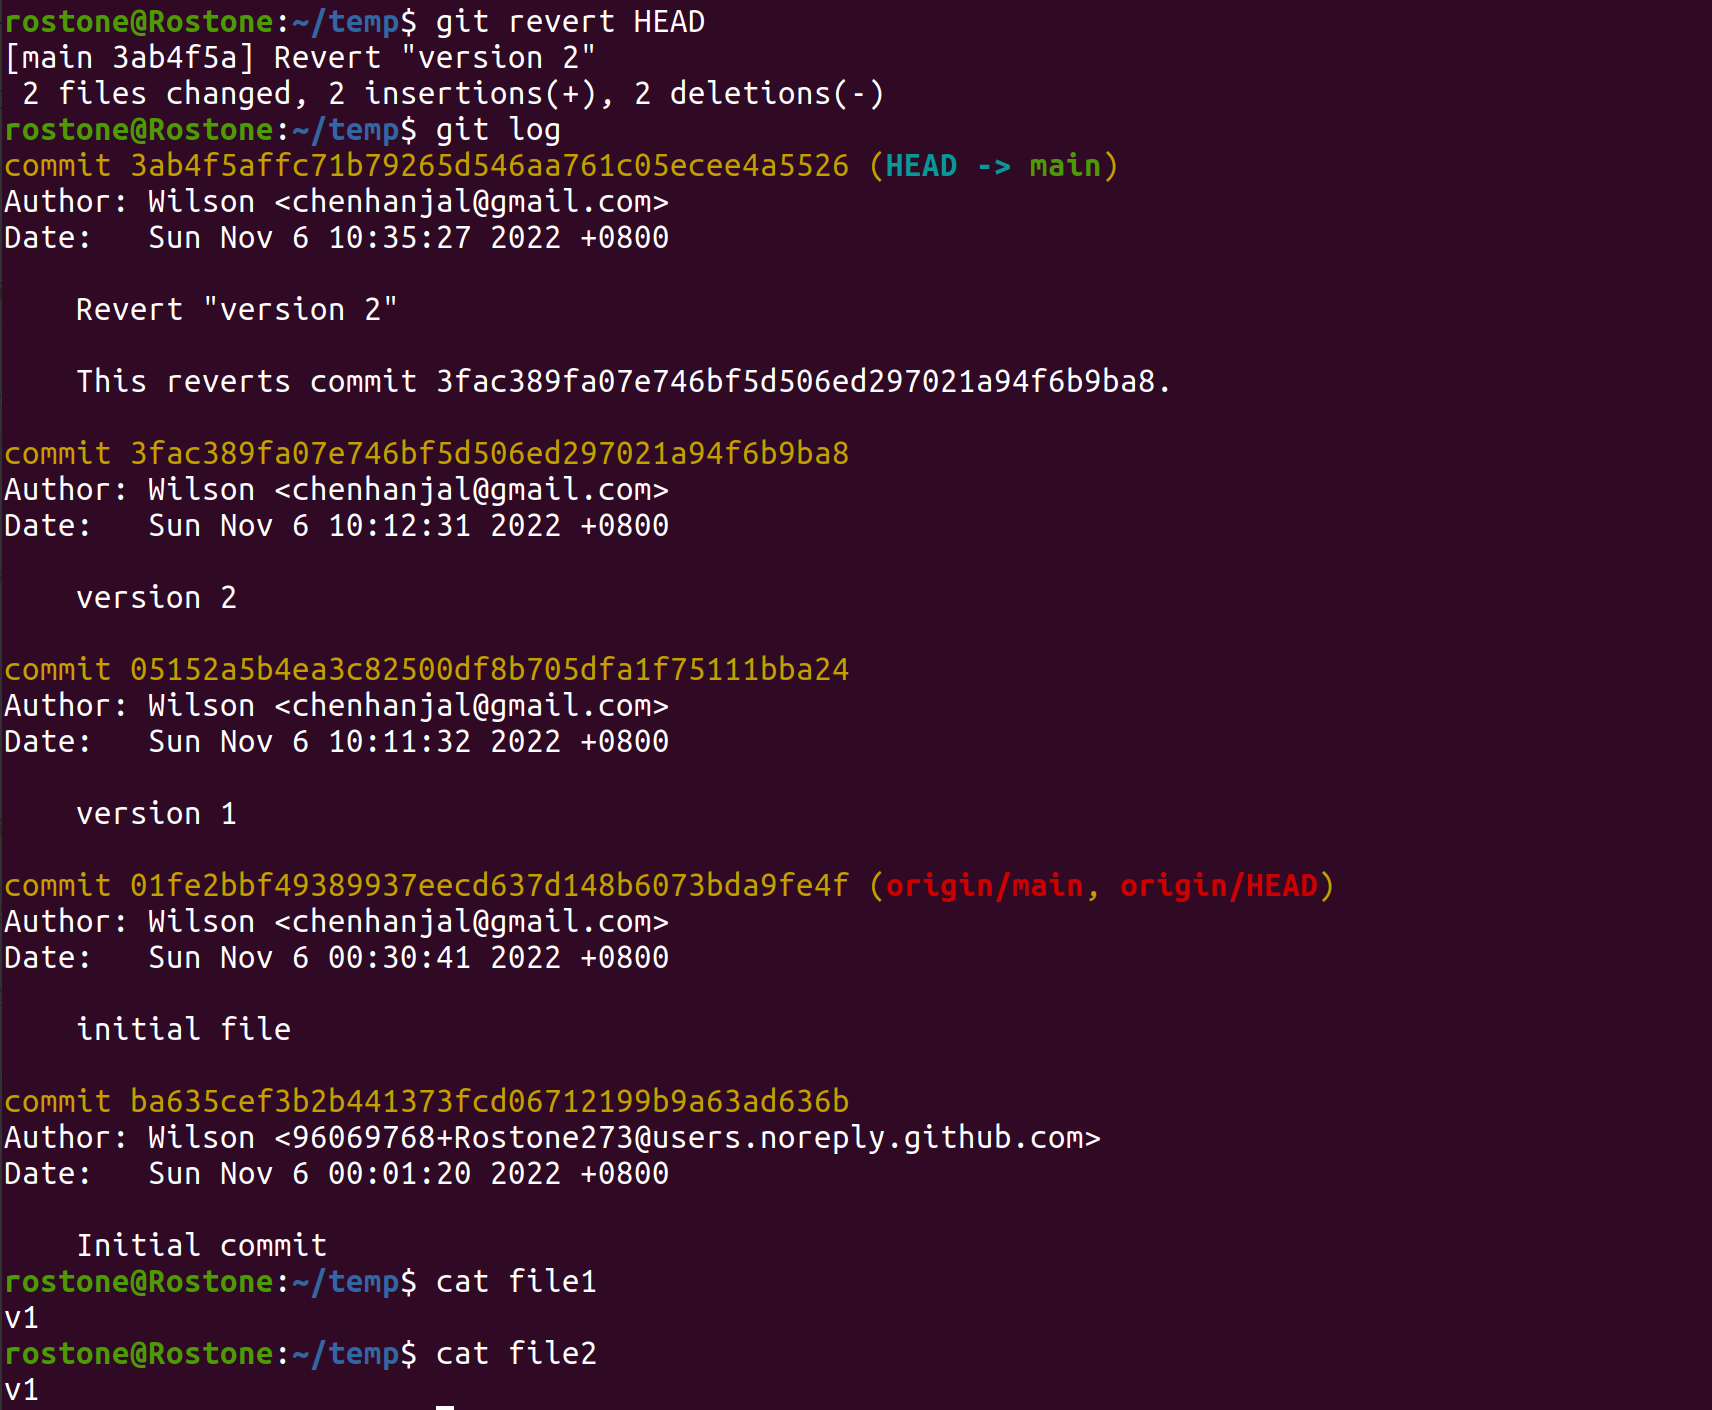 rostone@Rostone:~/temp$ git revert HEAD
[main 3ab4f5a] Revert "version 2"
 2 files changed, 2 insertions(+), 2 deletions(-)
rostone@Rostone:~/temp$ git log
commit 3ab4f5affc71b79265d546aa761c05ecee4a5526 (HEAD -> main)
Author: Wilson <chenhanjal@gmail.com>
Date:   Sun Nov 6 10:35:27 2022 +0800

    Revert "version 2"

    This reverts commit 3fac389fa07e746bf5d506ed297021a94f6b9ba8.

commit 3fac389fa07e746bf5d506ed297021a94f6b9ba8
Author: Wilson <chenhanjal@gmail.com>
Date:   Sun Nov 6 10:12:31 2022 +0800

    version 2

commit 05152a5b4ea3c82500df8b705dfa1f75111bba24
Author: Wilson <chenhanjal@gmail.com>
Date:   Sun Nov 6 10:11:32 2022 +0800

    version 1

commit 01fe2bbf49389937eecd637d148b6073bda9fe4f (origin/main, origin/HEAD)
Author: Wilson <chenhanjal@gmail.com>
Date:   Sun Nov 6 00:30:41 2022 +0800

    initial file

commit ba635cef3b2b441373fcd06712199b9a63ad636b
Author: Wilson <96069768+Rostone273@users.noreply.github.com>
Date:   Sun Nov 6 00:01:20 2022 +0800

    Initial commit
rostone@Rostone:~/temp$ cat file1
v1
rostone@Rostone:~/temp$ cat file2
v1